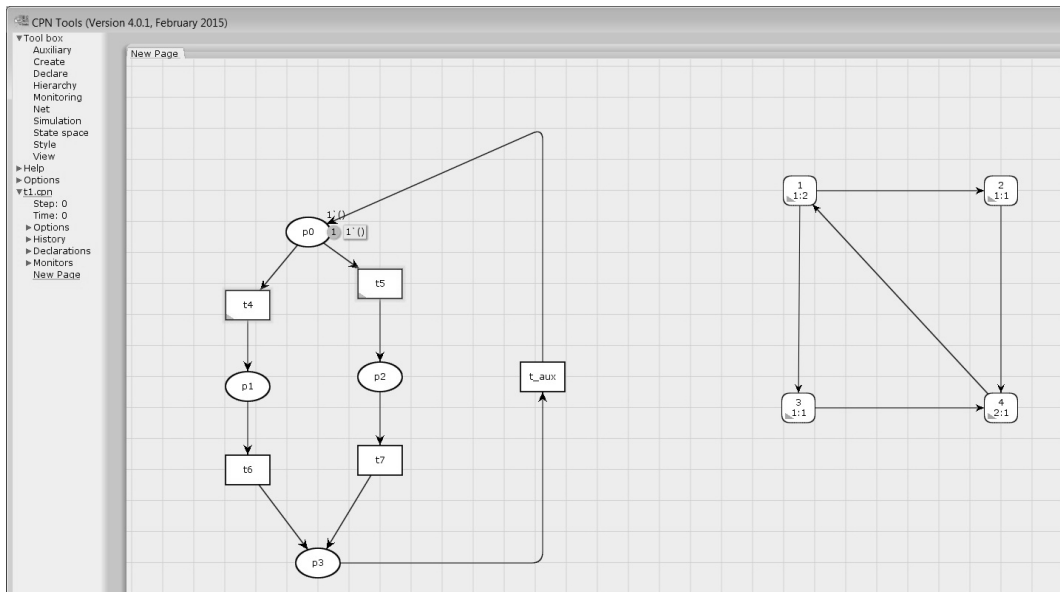 CPN Tools (Version 4.0.1, February 2015)
Tool box
Auxiliary
Create
Declare
Hierarchy
Monitoring
Net
Simulation
State space
Style
View
Help
Options
t1.cpn
Step: 0
Time: 0
Options
History
Declarations
Monitors
New Page
New Page
1`()
p0
1
1`()
t4
t5
p1
p2
t_aux
t6
t7
p3
1
1:2
2
1:1
3
1:1
4
2:1